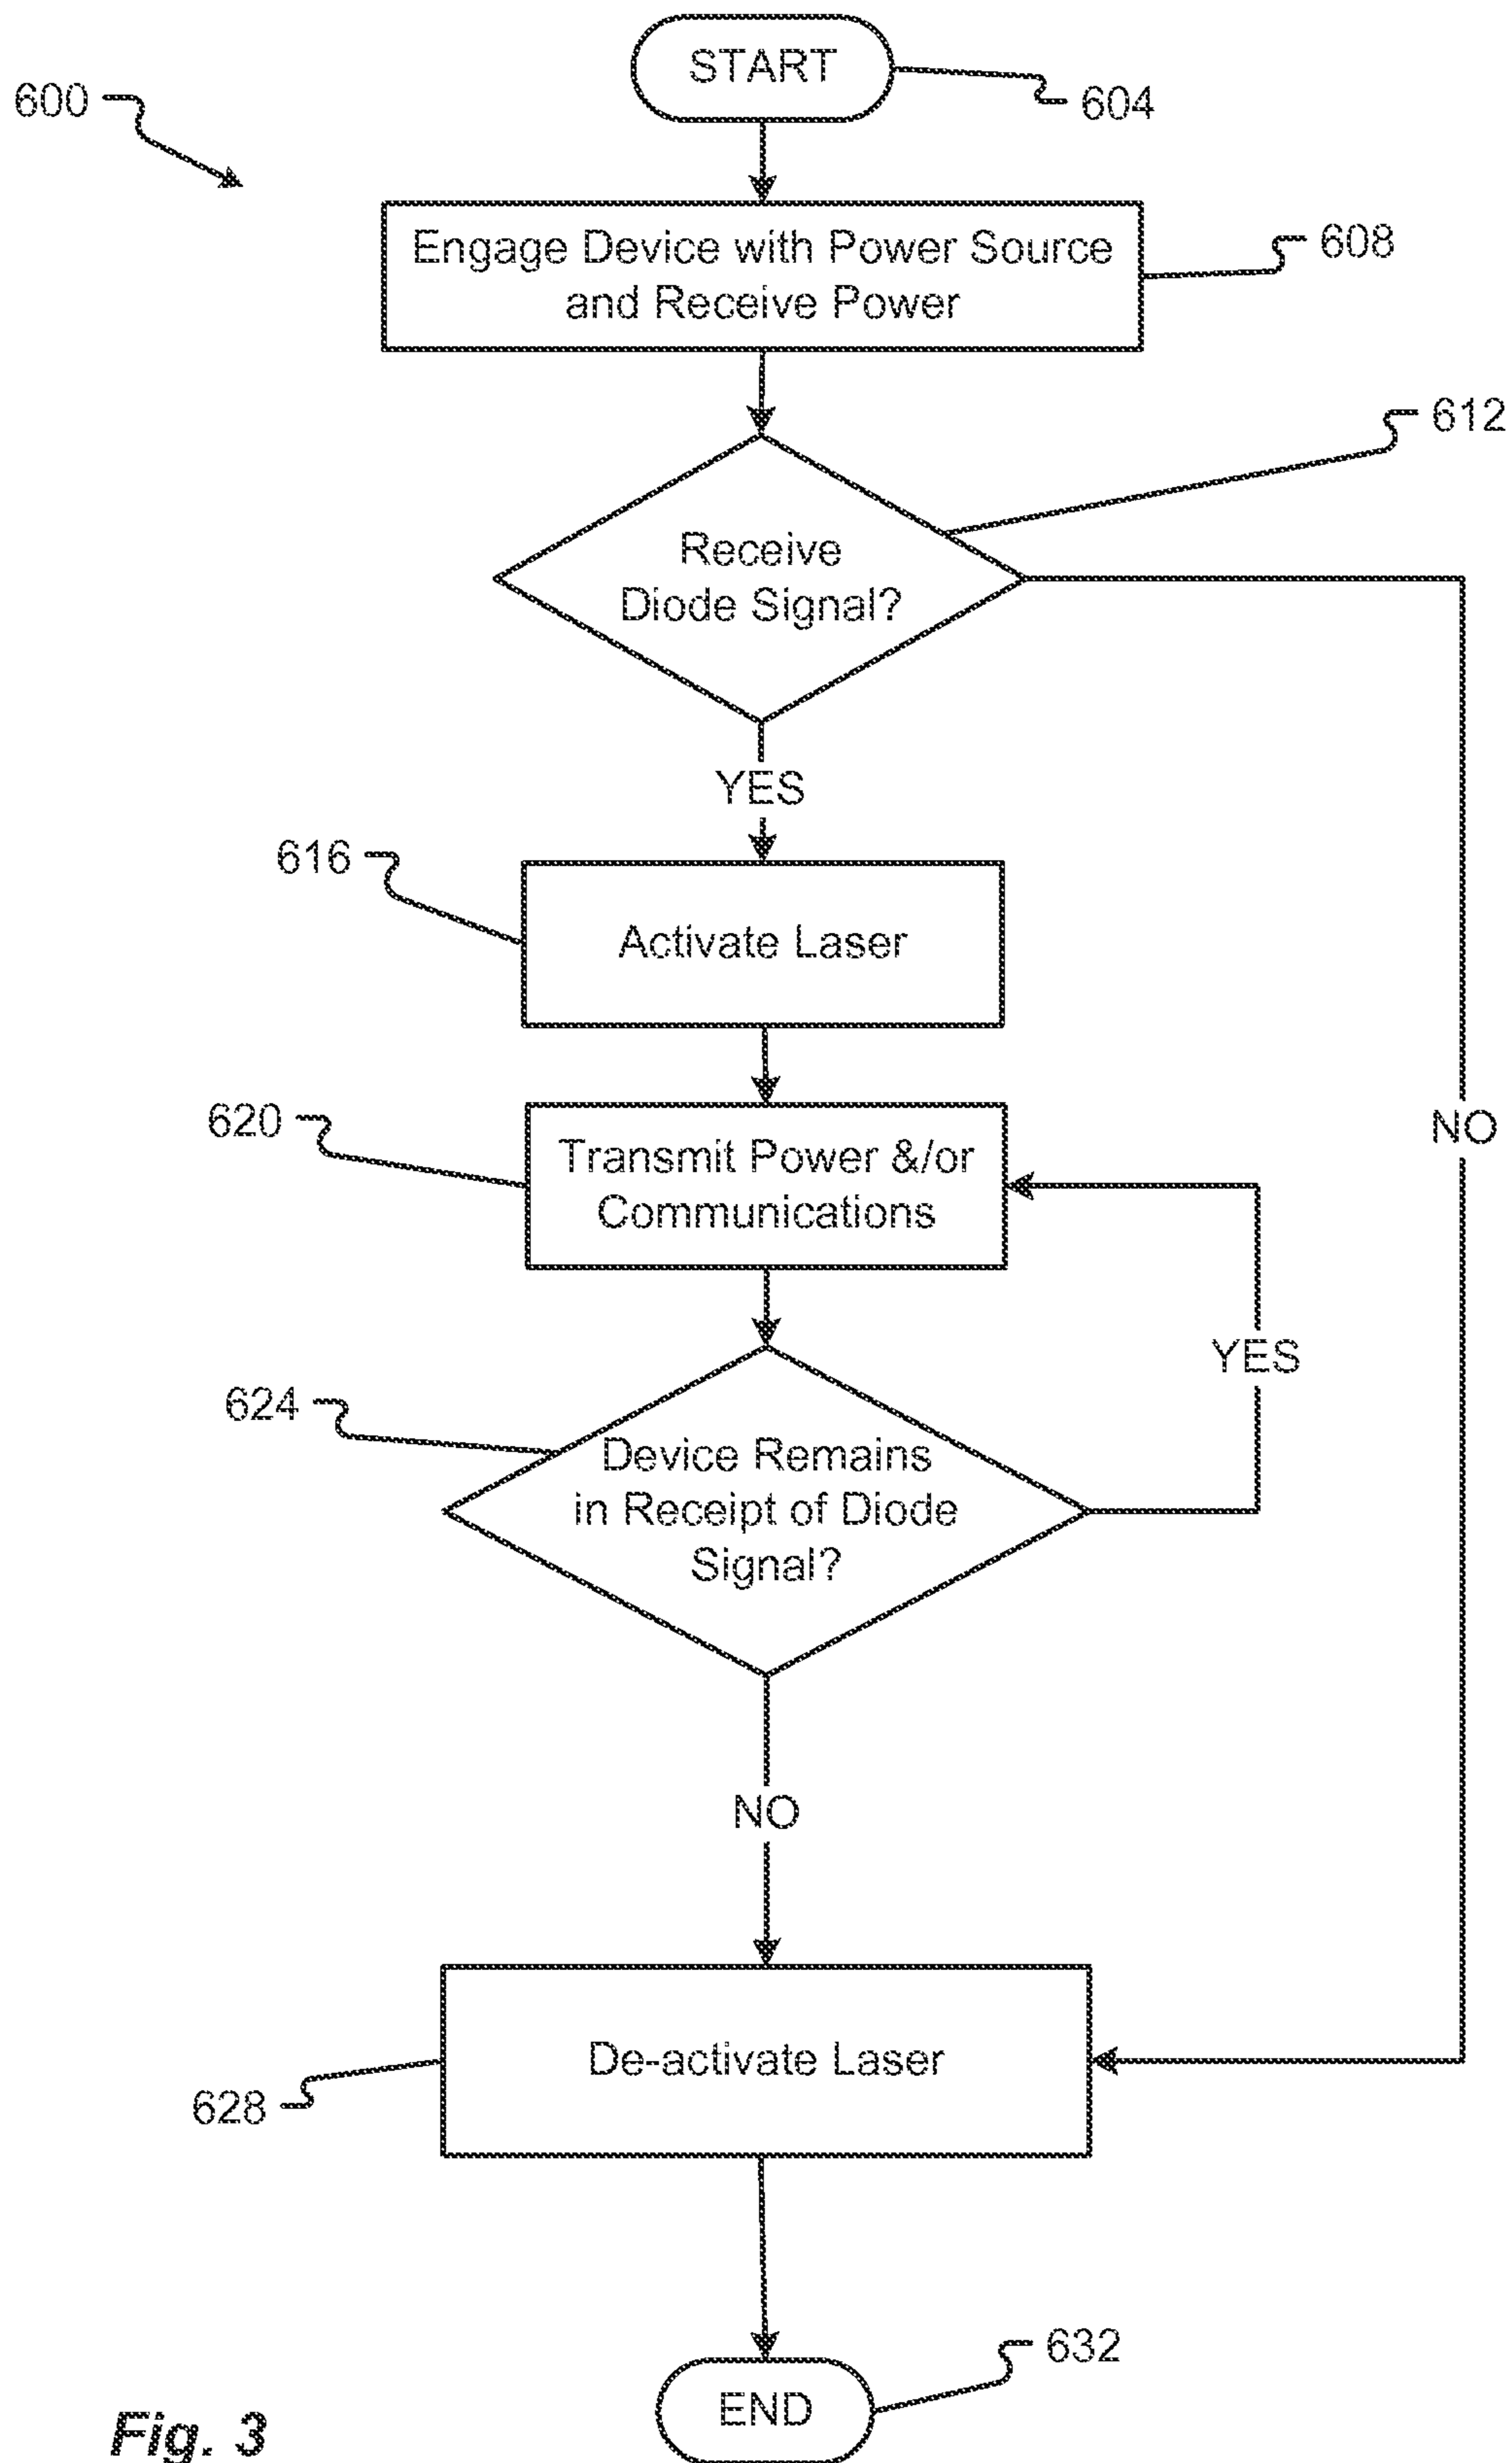 START
600
604
Engage Device with Power Source
and Receive Power
608
612
Receive
Diode Signal?
YES
616
Activate Laser
620
Transmit Power &/or
Communications
NO
YES
624
Device Remains
in Receipt of Diode
Signal?
NO
De-activate Laser
628
632
END
Fig. 3